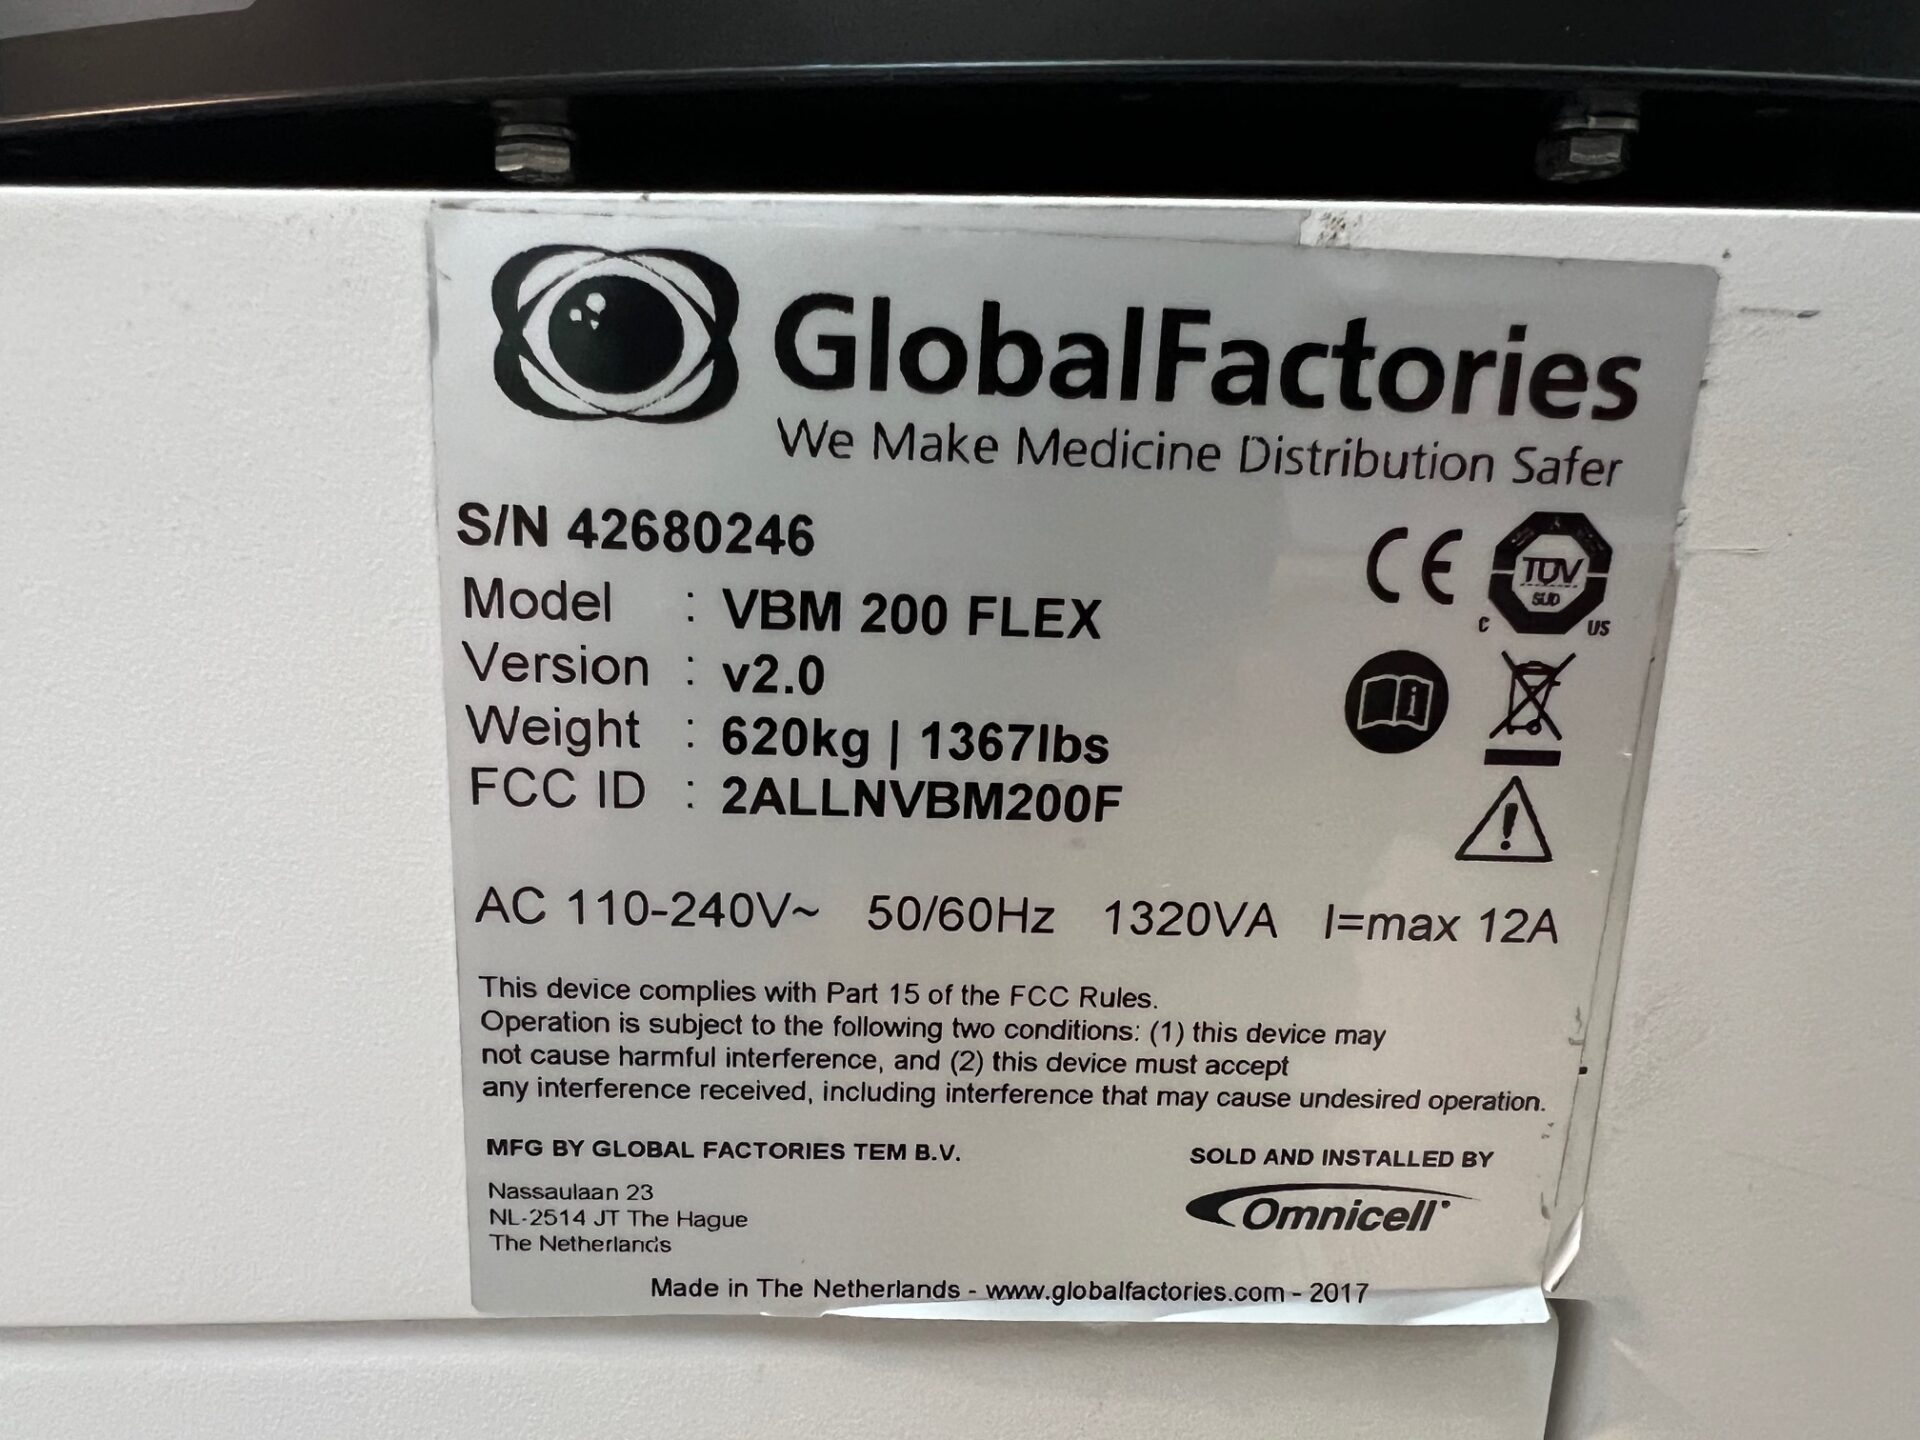 GlobalFactories
We Make Medicine Distribution Safer
S/N 42680246
Model : VBM 200 FLEX
Version : v2.0
Weight : 620kg | 1367lbs
FCC ID : 2ALLNVBM200F
CE
TÜV
SÜD
C US
AC 110-240V~ 50/60Hz 1320VA I=max 12A
This device complies with Part 15 of the FCC Rules.
Operation is subject to the following two conditions: (1) this device may
not cause harmful interference, and (2) this device must accept
any interference received, including interference that may cause undesired operation.
MFG BY GLOBAL FACTORIES TEM B.V.
Nassaulaan 23
NL-2514 JT The Hague
The Netherlands
SOLD AND INSTALLED BY
Omnicell
Made in The Netherlands - www.globalfactories.com - 2017